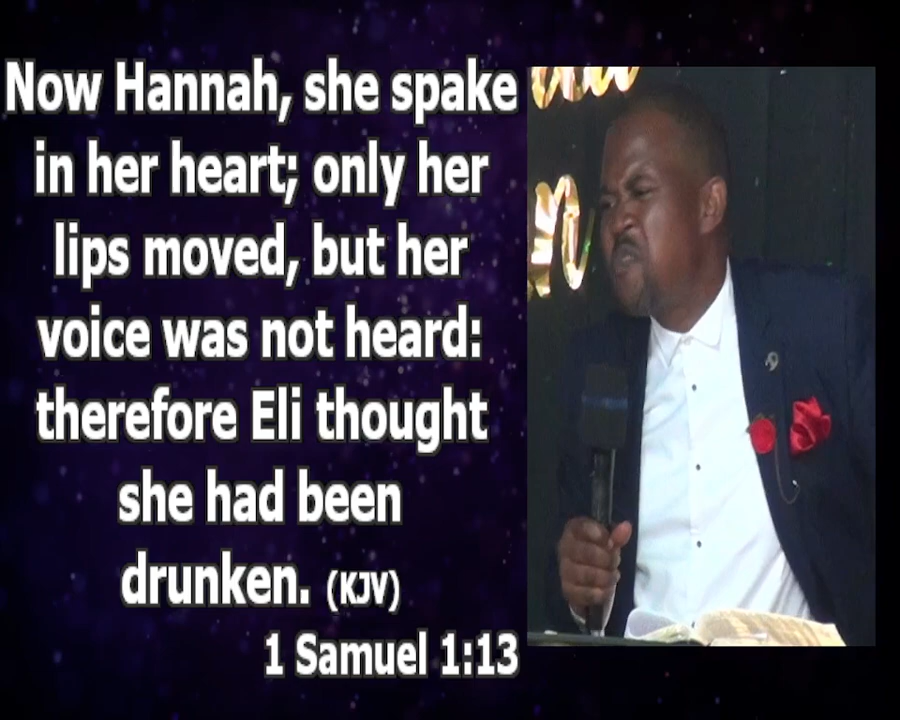 Now Hannah, she spake
in her heart; only her
lips moved, but her
voice was not heard:
therefore Eli thought
she had been
drunken. (KJV)
1 Samuel 1:13